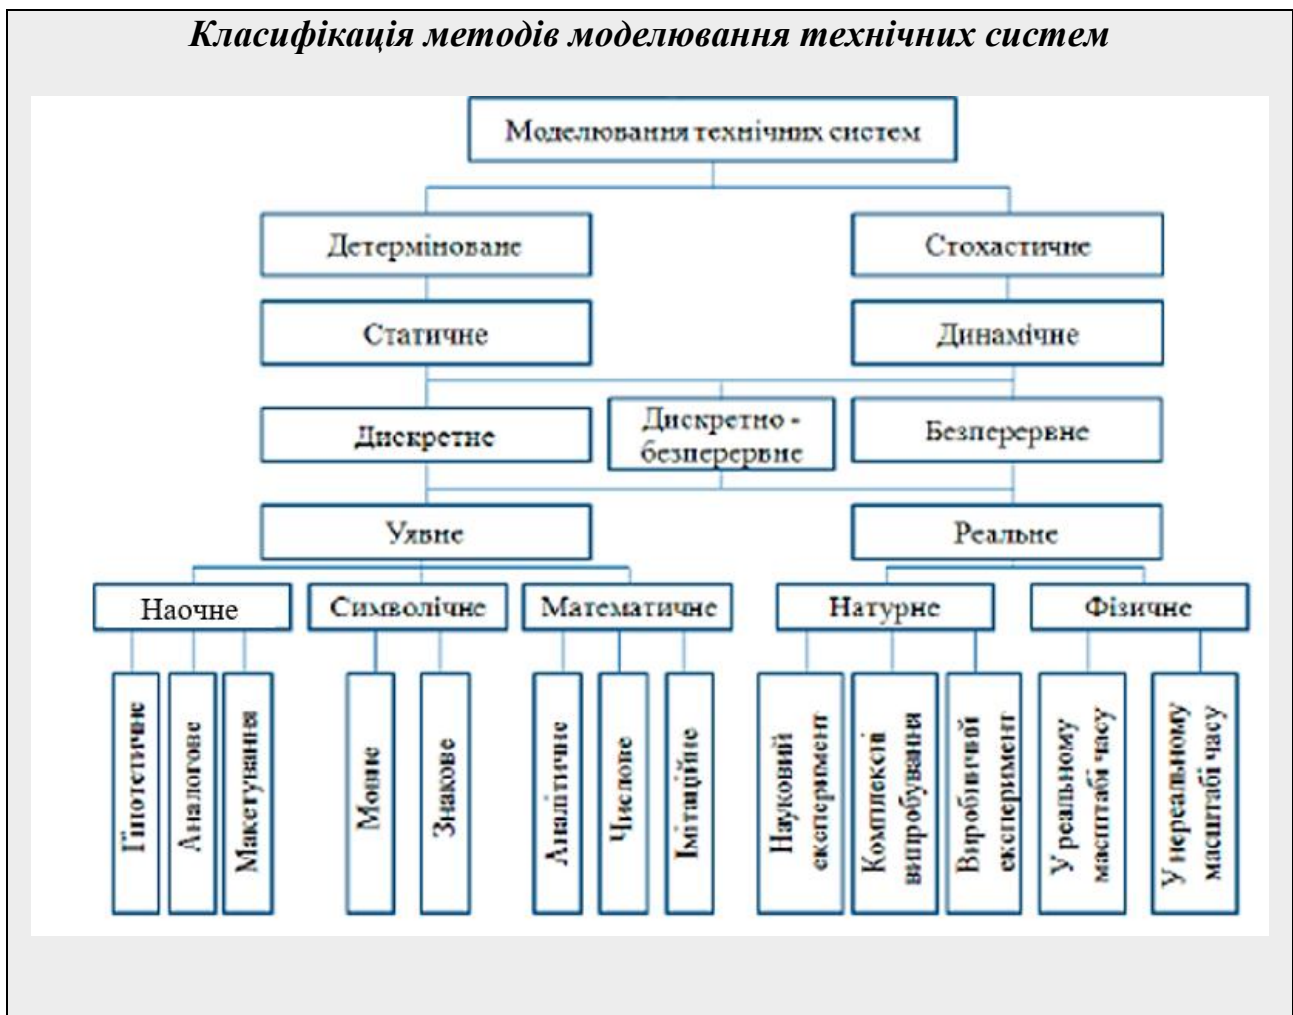 Класифікація методів моделювання технічних систем
Моделювання технічних систем
Детерміноване
Стохастичне
Статичне
Динамічне
Дискретне
Дискретно -
безперервне
Безперервне
Уявне
Реальне
Наочне
Символічне
Математичне
Натурне
Фізичне
Гіпотетичне
Аналогове
Макетування
Мовне
Знакове
Аналітичне
Числове
Імітаційне
Науковий
експеримент
Комплексні
випробування
Виробничий
експеримент
У реальному
масштабі часу
У нереальному
масштабі часу